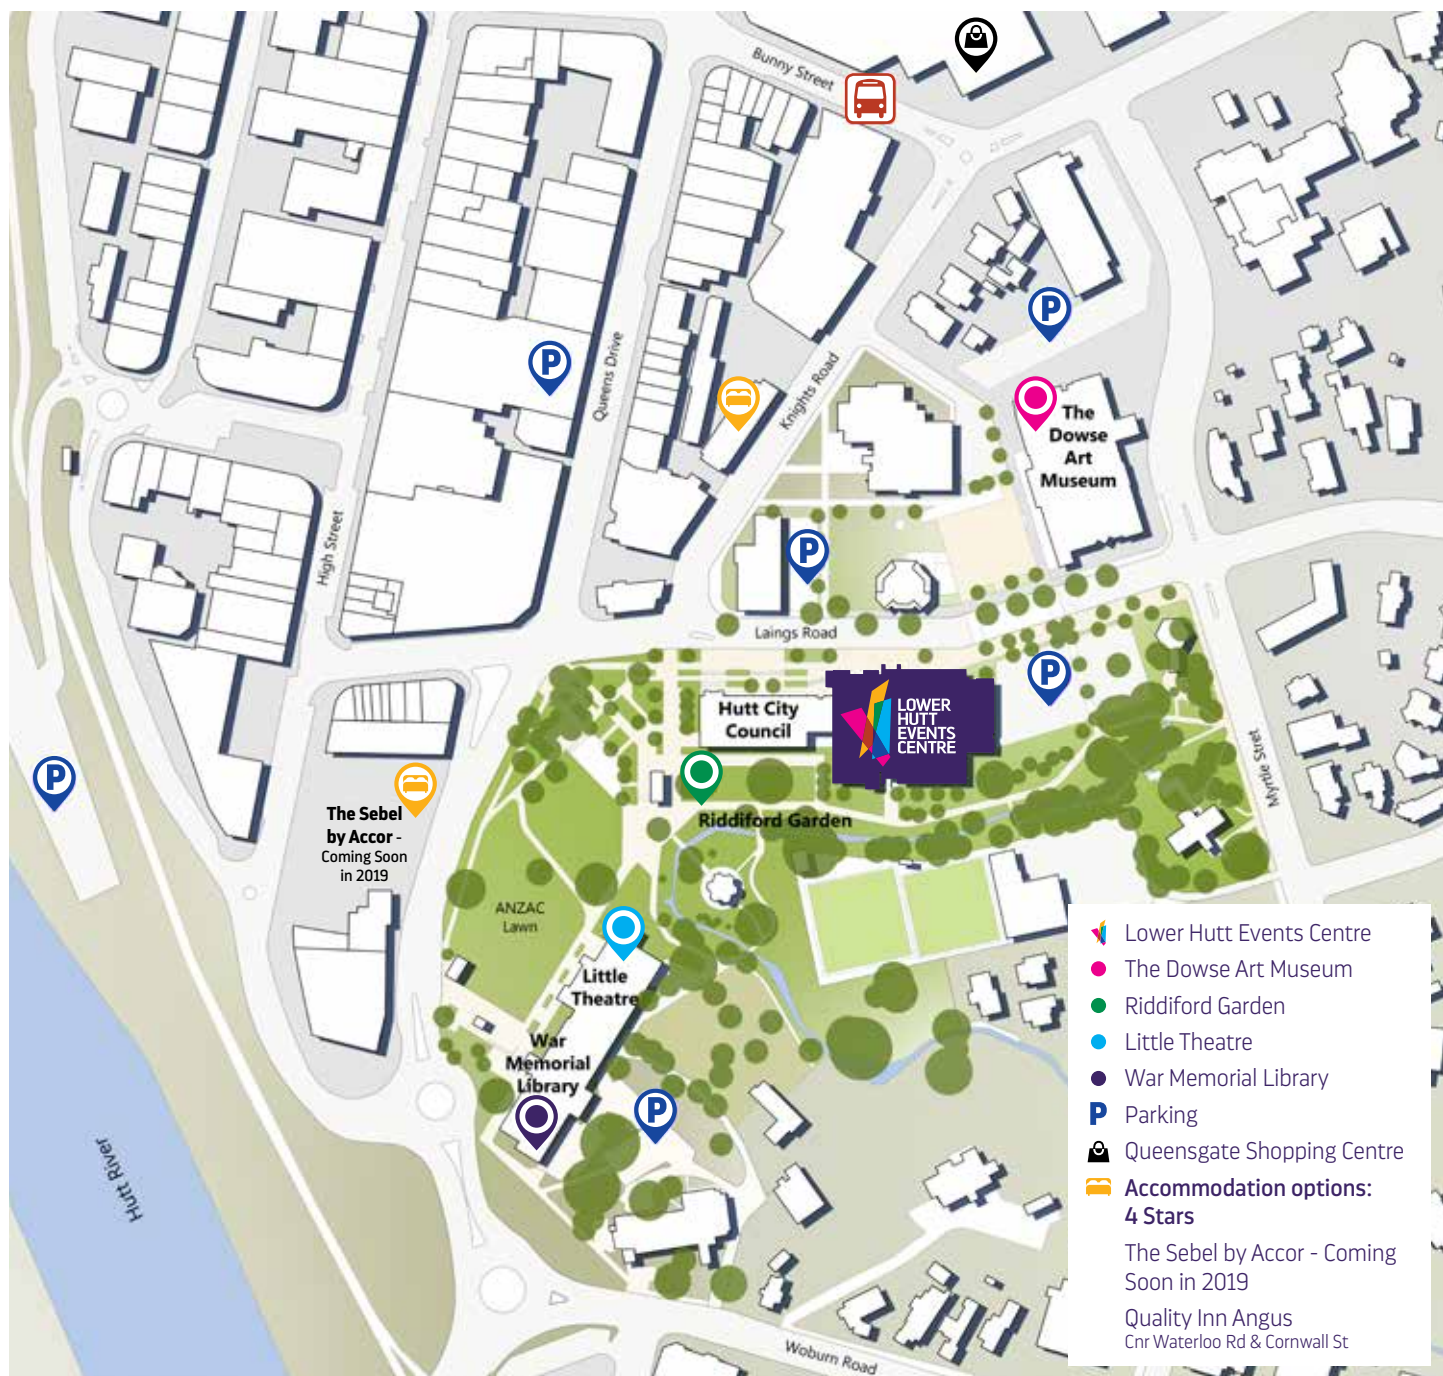 Bunny Street
P
Queens Drive
P
Knights Road
The
Dowse
Art
Museum
High Street
P
Laings Road
P
Hutt City
Council
LOWER
HUTT
EVENTS
CENTRE
Myrtle Stret
P
The Sebel
by Accor -
Coming Soon
in 2019
Riddiford Garden
ANZAC
Lawn
Little
Theatre
War
Memorial
Library
P
Hutt River
Woburn Road
Lower Hutt Events Centre
The Dowse Art Museum
Riddiford Garden
Little Theatre
War Memorial Library
P Parking
Queensgate Shopping Centre
Accommodation options:
4 Stars
The Sebel by Accor - Coming
Soon in 2019
Quality Inn Angus
Cnr Waterloo Rd & Cornwall St